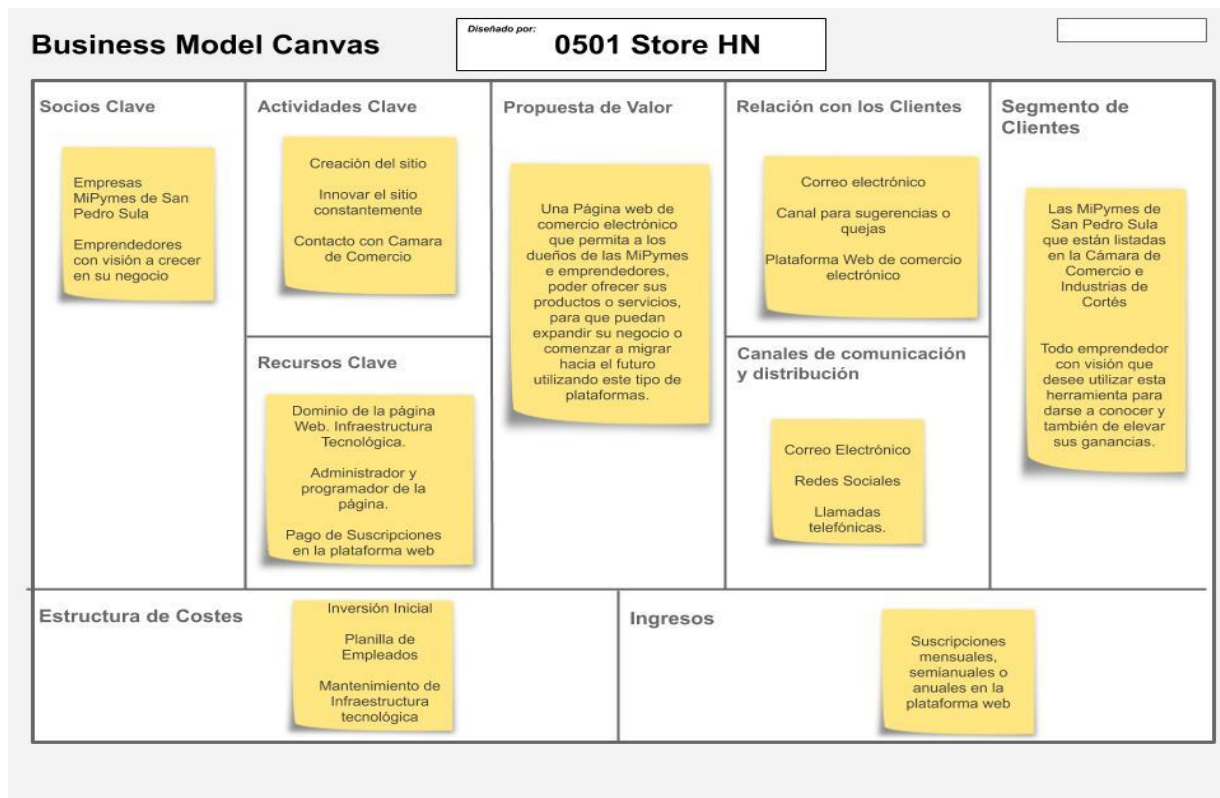 Business Model Canvas
Diseñado por:
0501 Store HN
Socios Clave
Empresas
MiPymes de San
Pedro Sula
Emprendedores
con visión a crecer
en su negocio
Actividades Clave
Creación del sitio
Innovar el sitio
constantemente
Contacto con Camara
de Comercio
Recursos Clave
Dominio de la página
Web. Infraestructura
Tecnológica.
Administrador y
programador de la
página.
Pago de Suscripciones
en la plataforma web
Propuesta de Valor
Una Página web de
comercio electrónico
que permita a los
dueños de las MiPymes
e emprendedores,
poder ofrecer sus
productos o servicios,
para que puedan
expandir su negocio o
comenzar a migrar
hacia el futuro
utilizando este tipo de
plataformas.
Relación con los Clientes
Correo electrónico
Canal para sugerencias o
quejas
Plataforma Web de comercio
electrónico
Canales de comunicación
y distribución
Correo Electrónico
Redes Sociales
Llamadas
telefónicas.
Segmento de
Clientes
Las MiPymes de
San Pedro Sula
que están listadas
en la Cámara de
Comercio e
Industrias de
Cortés
Todo emprendedor
con visión que
desee utilizar esta
herramienta para
darse a conocer y
también de elevar
sus ganancias.
Estructura de Costes
Inversión Inicial
Planilla de
Empleados
Mantenimiento de
Infraestructura
tecnológica
Ingresos
Suscripciones
mensuales,
semianuales o
anuales en la
plataforma web